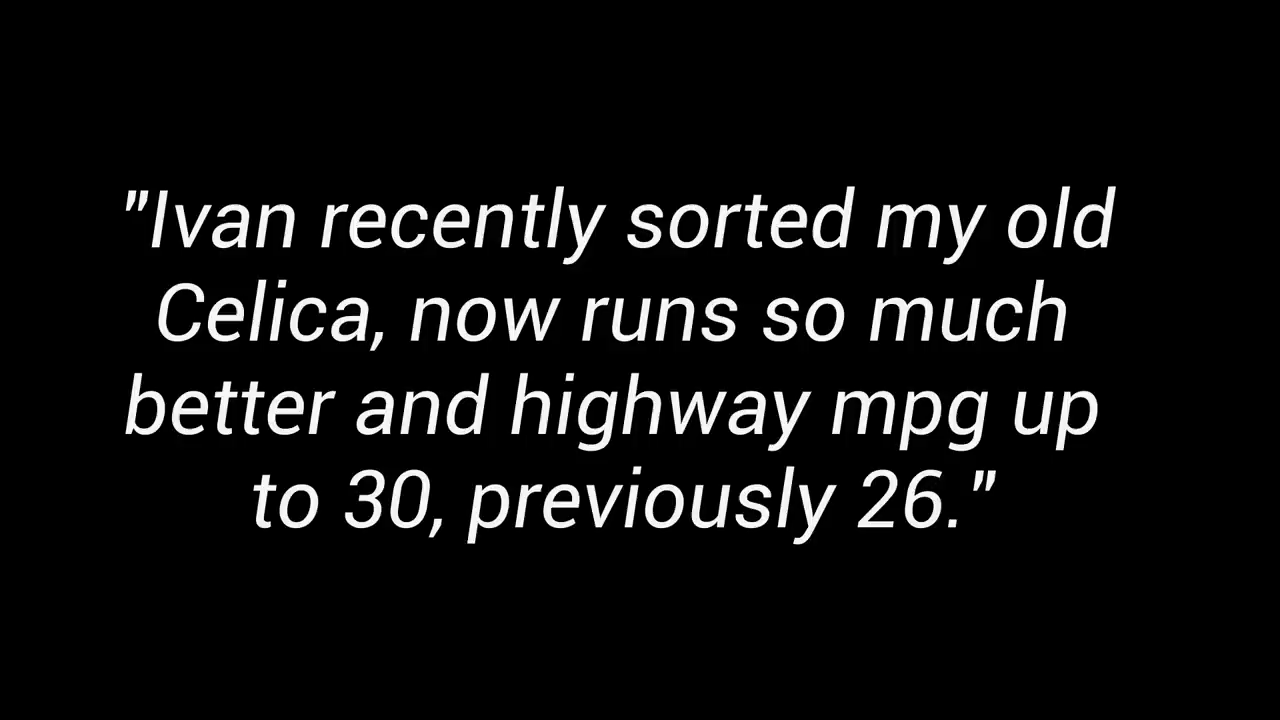 "Ivan recently sorted my old
Celica, now runs so much
better and highway mpg up
to 30, previously 26."